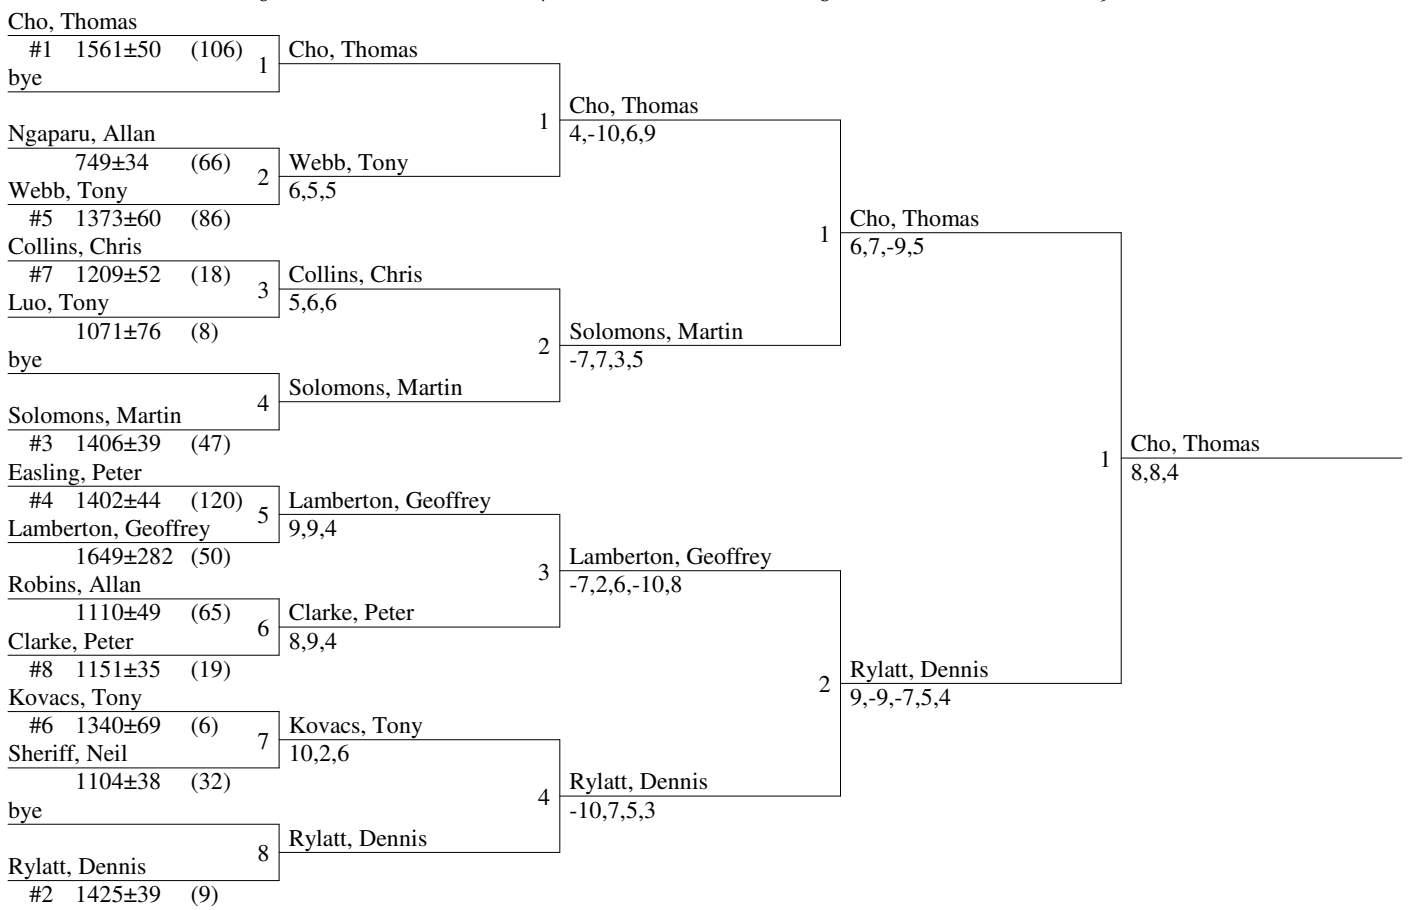 Cho, Thomas
#1 1561±50 (106)
bye
1
Ngaparu, Allan
749±34 (66)
Webb, Tony
#5 1373±60 (86)
2
Collins, Chris
#7 1209±52 (18)
Luo, Tony
1071±76 (8)
3
bye
Solomons, Martin
#3 1406±39 (47)
4
Easling, Peter
#4 1402±44 (120)
Lamberton, Geoffrey
1649±282 (50)
5
Robins, Allan
1110±49 (65)
Clarke, Peter
#8 1151±35 (19)
6
Kovacs, Tony
#6 1340±69 (6)
Sheriff, Neil
1104±38 (32)
7
bye
Rylatt, Dennis
#2 1425±39 (9)
8
Cho, Thomas
Webb, Tony
6,5,5
1
Collins, Chris
5,6,6
Solomons, Martin
2
Lamberton, Geoffrey
9,9,4
Clarke, Peter
8,9,4
3
Kovacs, Tony
10,2,6
Rylatt, Dennis
4
Cho, Thomas
4,-10,6,9
Solomons, Martin
-7,7,3,5
1
Lamberton, Geoffrey
-7,2,6,-10,8
Rylatt, Dennis
-10,7,5,3
2
Cho, Thomas
6,7,-9,5
Rylatt, Dennis
9,-9,-7,5,4
1
Cho, Thomas
8,8,4